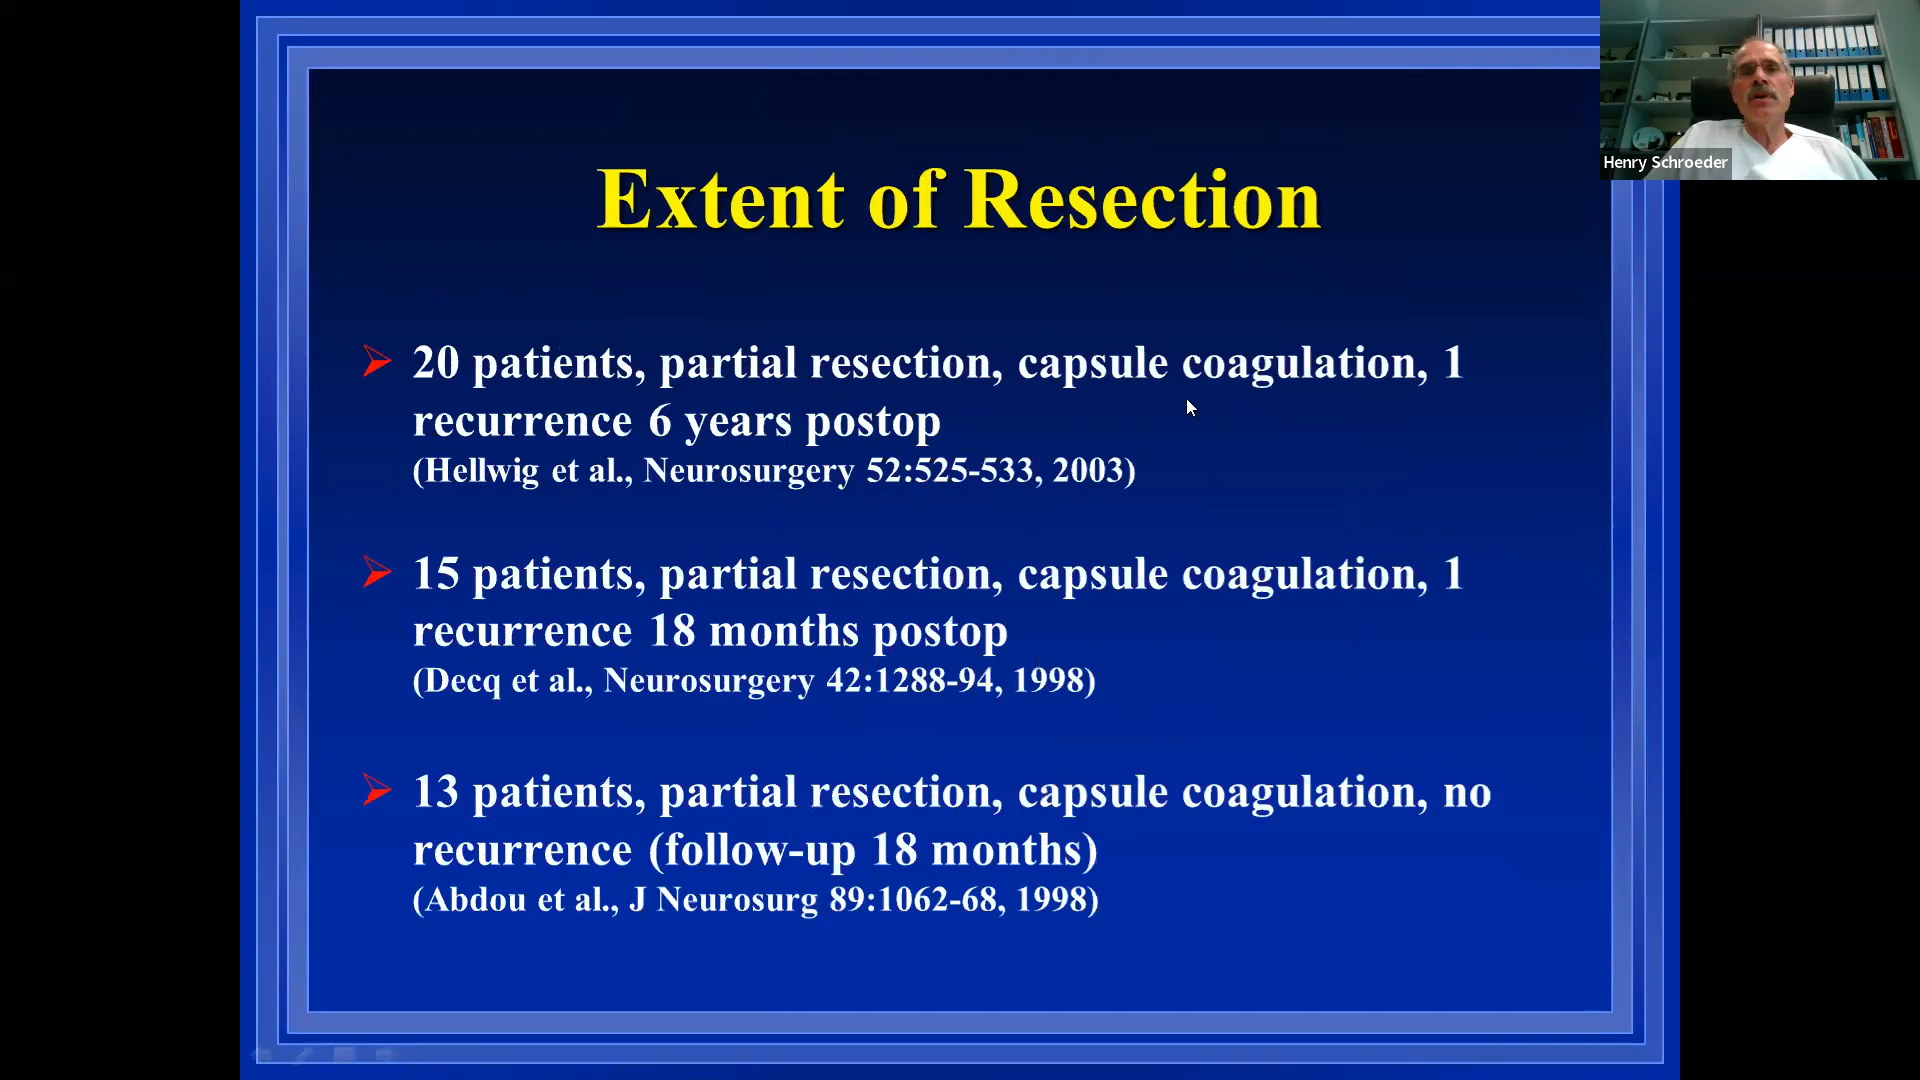 Extent of Resection
20 patients, partial resection, capsule coagulation, 1
recurrence 6 years postop
(Hellwig et al., Neurosurgery 52:525-533, 2003)
15 patients, partial resection, capsule coagulation, 1
recurrence 18 months postop
(Decq et al., Neurosurgery 42:1288-94, 1998)
13 patients, partial resection, capsule coagulation, no
recurrence (follow-up 18 months)
(Abdou et al., J Neurosurg 89:1062-68, 1998)
Henry Schroeder